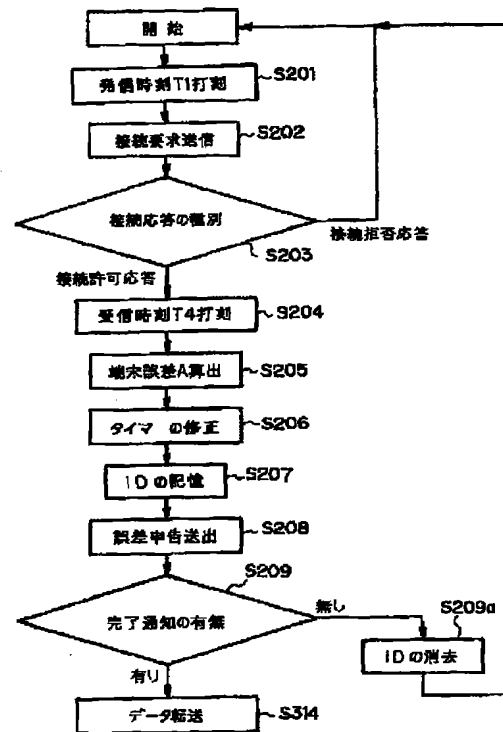 開始
発信時刻T1打刻
S201
接続要求送信
S202
接続応答の種別
S203
接続拒否応答
接続許可応答
受信時刻T4打刻
S204
端末誤差A算出
S205
タイマ の修正
S206
IDの記憶
S207
誤差申告送出
S208
S209
完了通知の有無
無し
S209a
IDの消去
有り
データ転送
S314